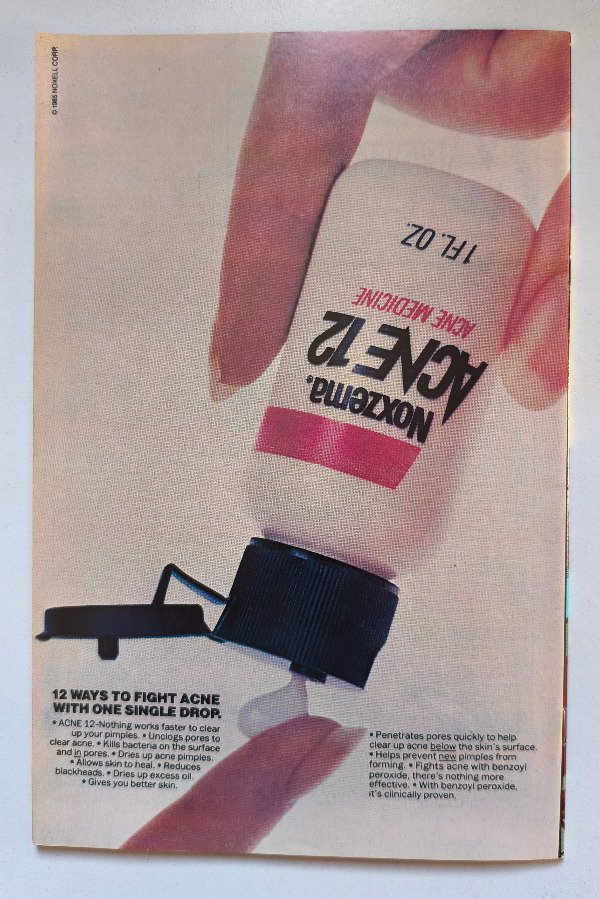 © 1985 NOXELL CORP.
1 FL. OZ.
ACNE MEDICINE
ACNE 12
Noxzema.
12 WAYS TO FIGHT ACNE
WITH ONE SINGLE DROP.
• ACNE 12–Nothing works faster to clear
up your pimples. • Unclogs pores to
clear acne. • Kills bacteria on the surface
and in pores. • Dries up acne pimples.
• Allows skin to heal. • Reduces
blackheads. • Dries up excess oil.
• Gives you better skin.
• Penetrates pores quickly to help
clear up acne below the skin's surface.
• Helps prevent new pimples from
forming. • Fights acne with benzoyl
peroxide, there's nothing more
effective. • With benzoyl peroxide,
it's clinically proven.